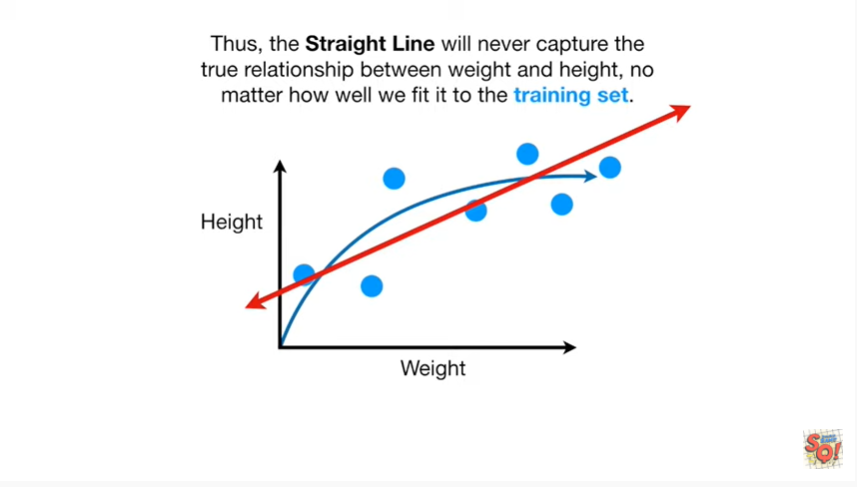 Thus, the Straight Line will never capture the
true relationship between weight and height, no
matter how well we fit it to the training set.
Height
Weight
SQ!